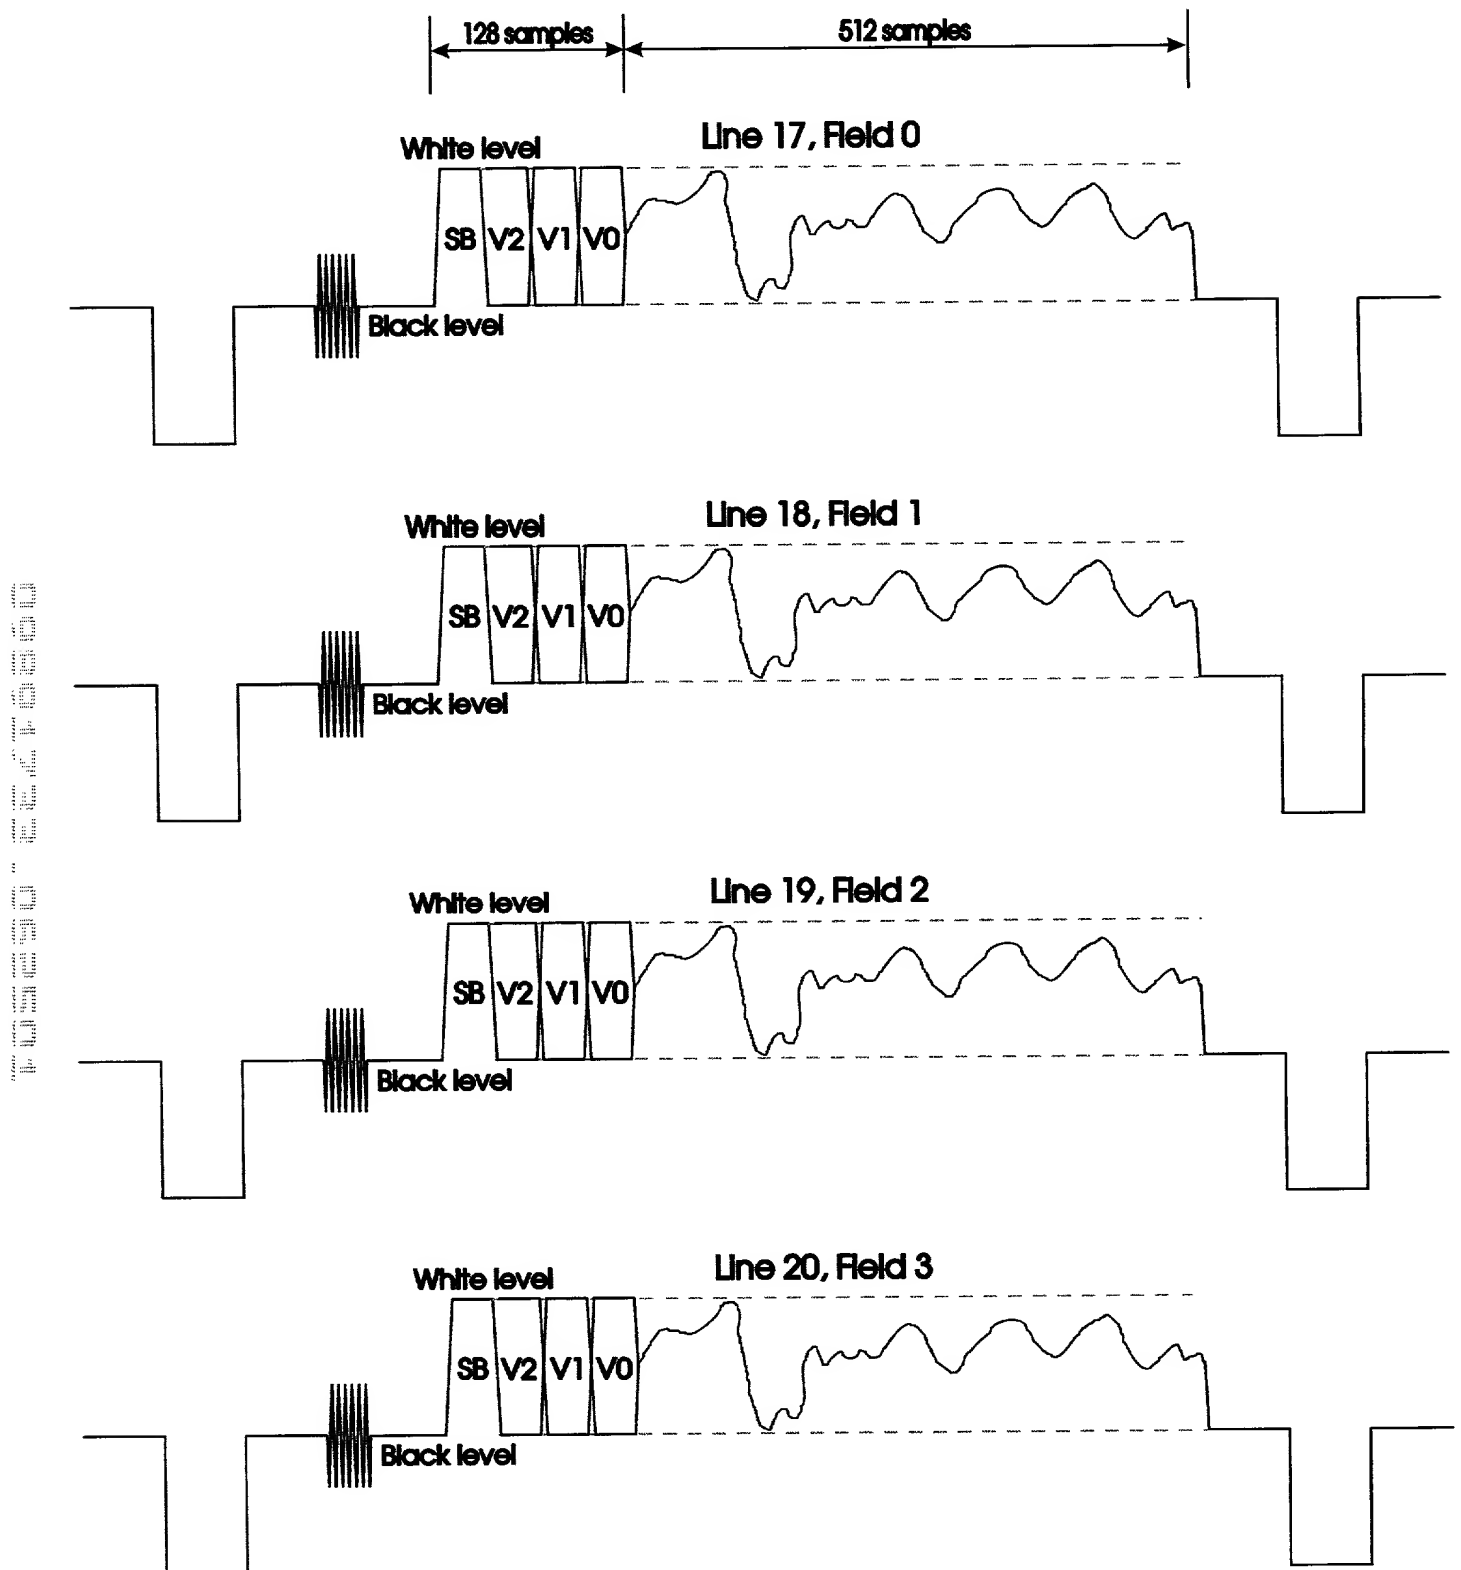 128 samples
512 samples
Line 17, Field 0
White level
SB V2 V1 V0
Black level
Line 18, Field 1
White level
SB V2 V1 V0
Black level
Line 19, Field 2
White level
SB V2 V1 V0
Black level
Line 20, Field 3
White level
SB V2 V1 V0
Black level